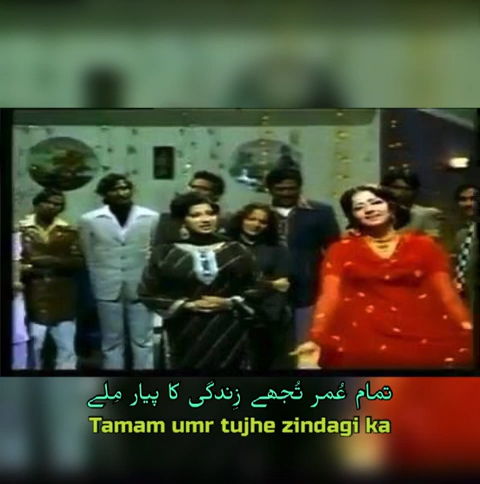 تمام عُمر تُجھے زِندگی کا پیار مِلے
Tamam umr tujhe zindagi ka